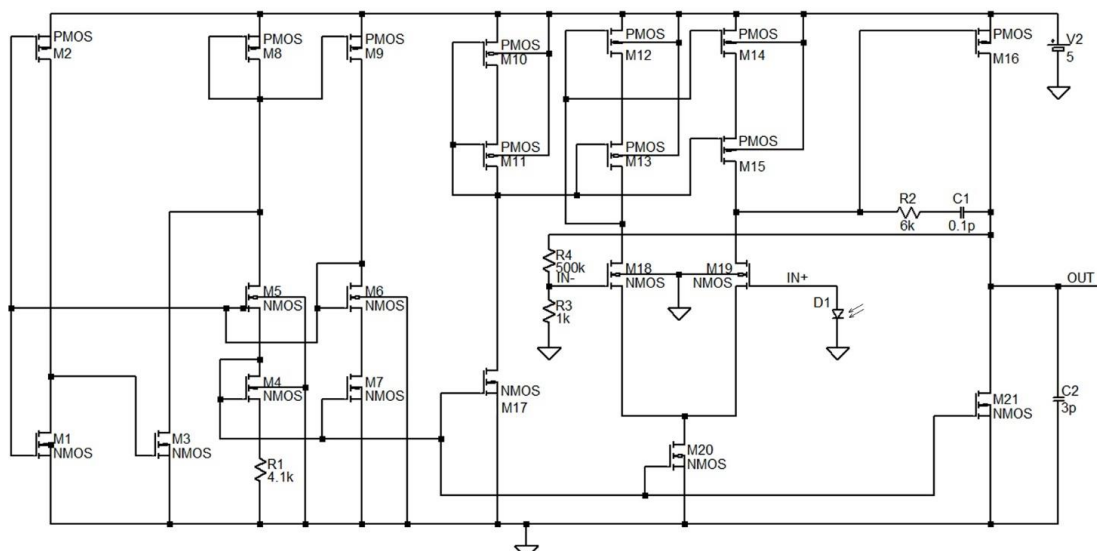 PMOS
M2
PMOS
M8
PMOS
M9
PMOS
M10
PMOS
M12
PMOS
M14
PMOS
M16
V2
5
PMOS
M11
PMOS
M13
PMOS
M15
R2
6k
C1
0.1p
R4
500k
IN-
M18
NMOS
M19
NMOS
IN+
OUT
M5
NMOS
M6
NMOS
R3
1k
D1
M4
NMOS
M7
NMOS
NMOS
M17
M21
NMOS
C2
3p
M1
NMOS
M3
NMOS
R1
4.1k
M20
NMOS